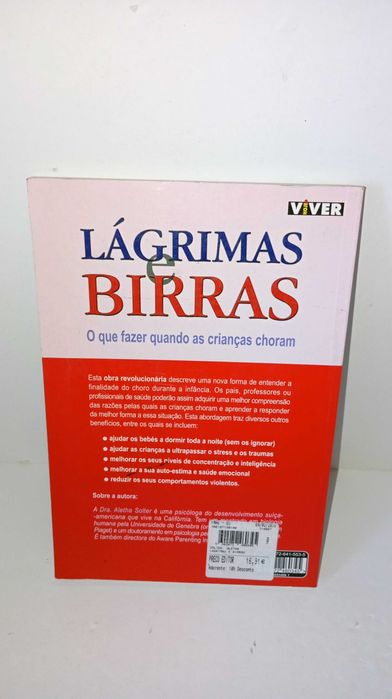 VIVER
LÁGRIMAS
e
BIRRAS
O que fazer quando as crianças choram
Esta obra revolucionária descreve uma nova forma de entender a
finalidade do choro durante a infância. Os pais, professores ou
profissionais de saúde poderão assim adquirir uma melhor compreensão
das razões pelas quais as crianças choram e aprender a responder
da melhor forma a essa situação. Esta abordagem traz diversos outros
benefícios, entre os quais se incluem:
• ajudar os bebés a dormir toda a noite (sem os ignorar)
• ajudar as crianças a ultrapassar o stress e os traumas
• melhorar os seus níveis de concentração e inteligência
• melhorar a sua auto-estima e saúde emocional
• reduzir os seus comportamentos violentos.
Sobre a autora:
A Dra. Aletha Solter é uma psicóloga do desenvolvimento suíço-
-americana que vive na Califórnia. Tem
humana pela Universidade de Genebra
Piaget) e um doutoramento em psicologia pela
É também directora do Aware Parenting
PRECO EDITOR
Aderente: 10% Desconto